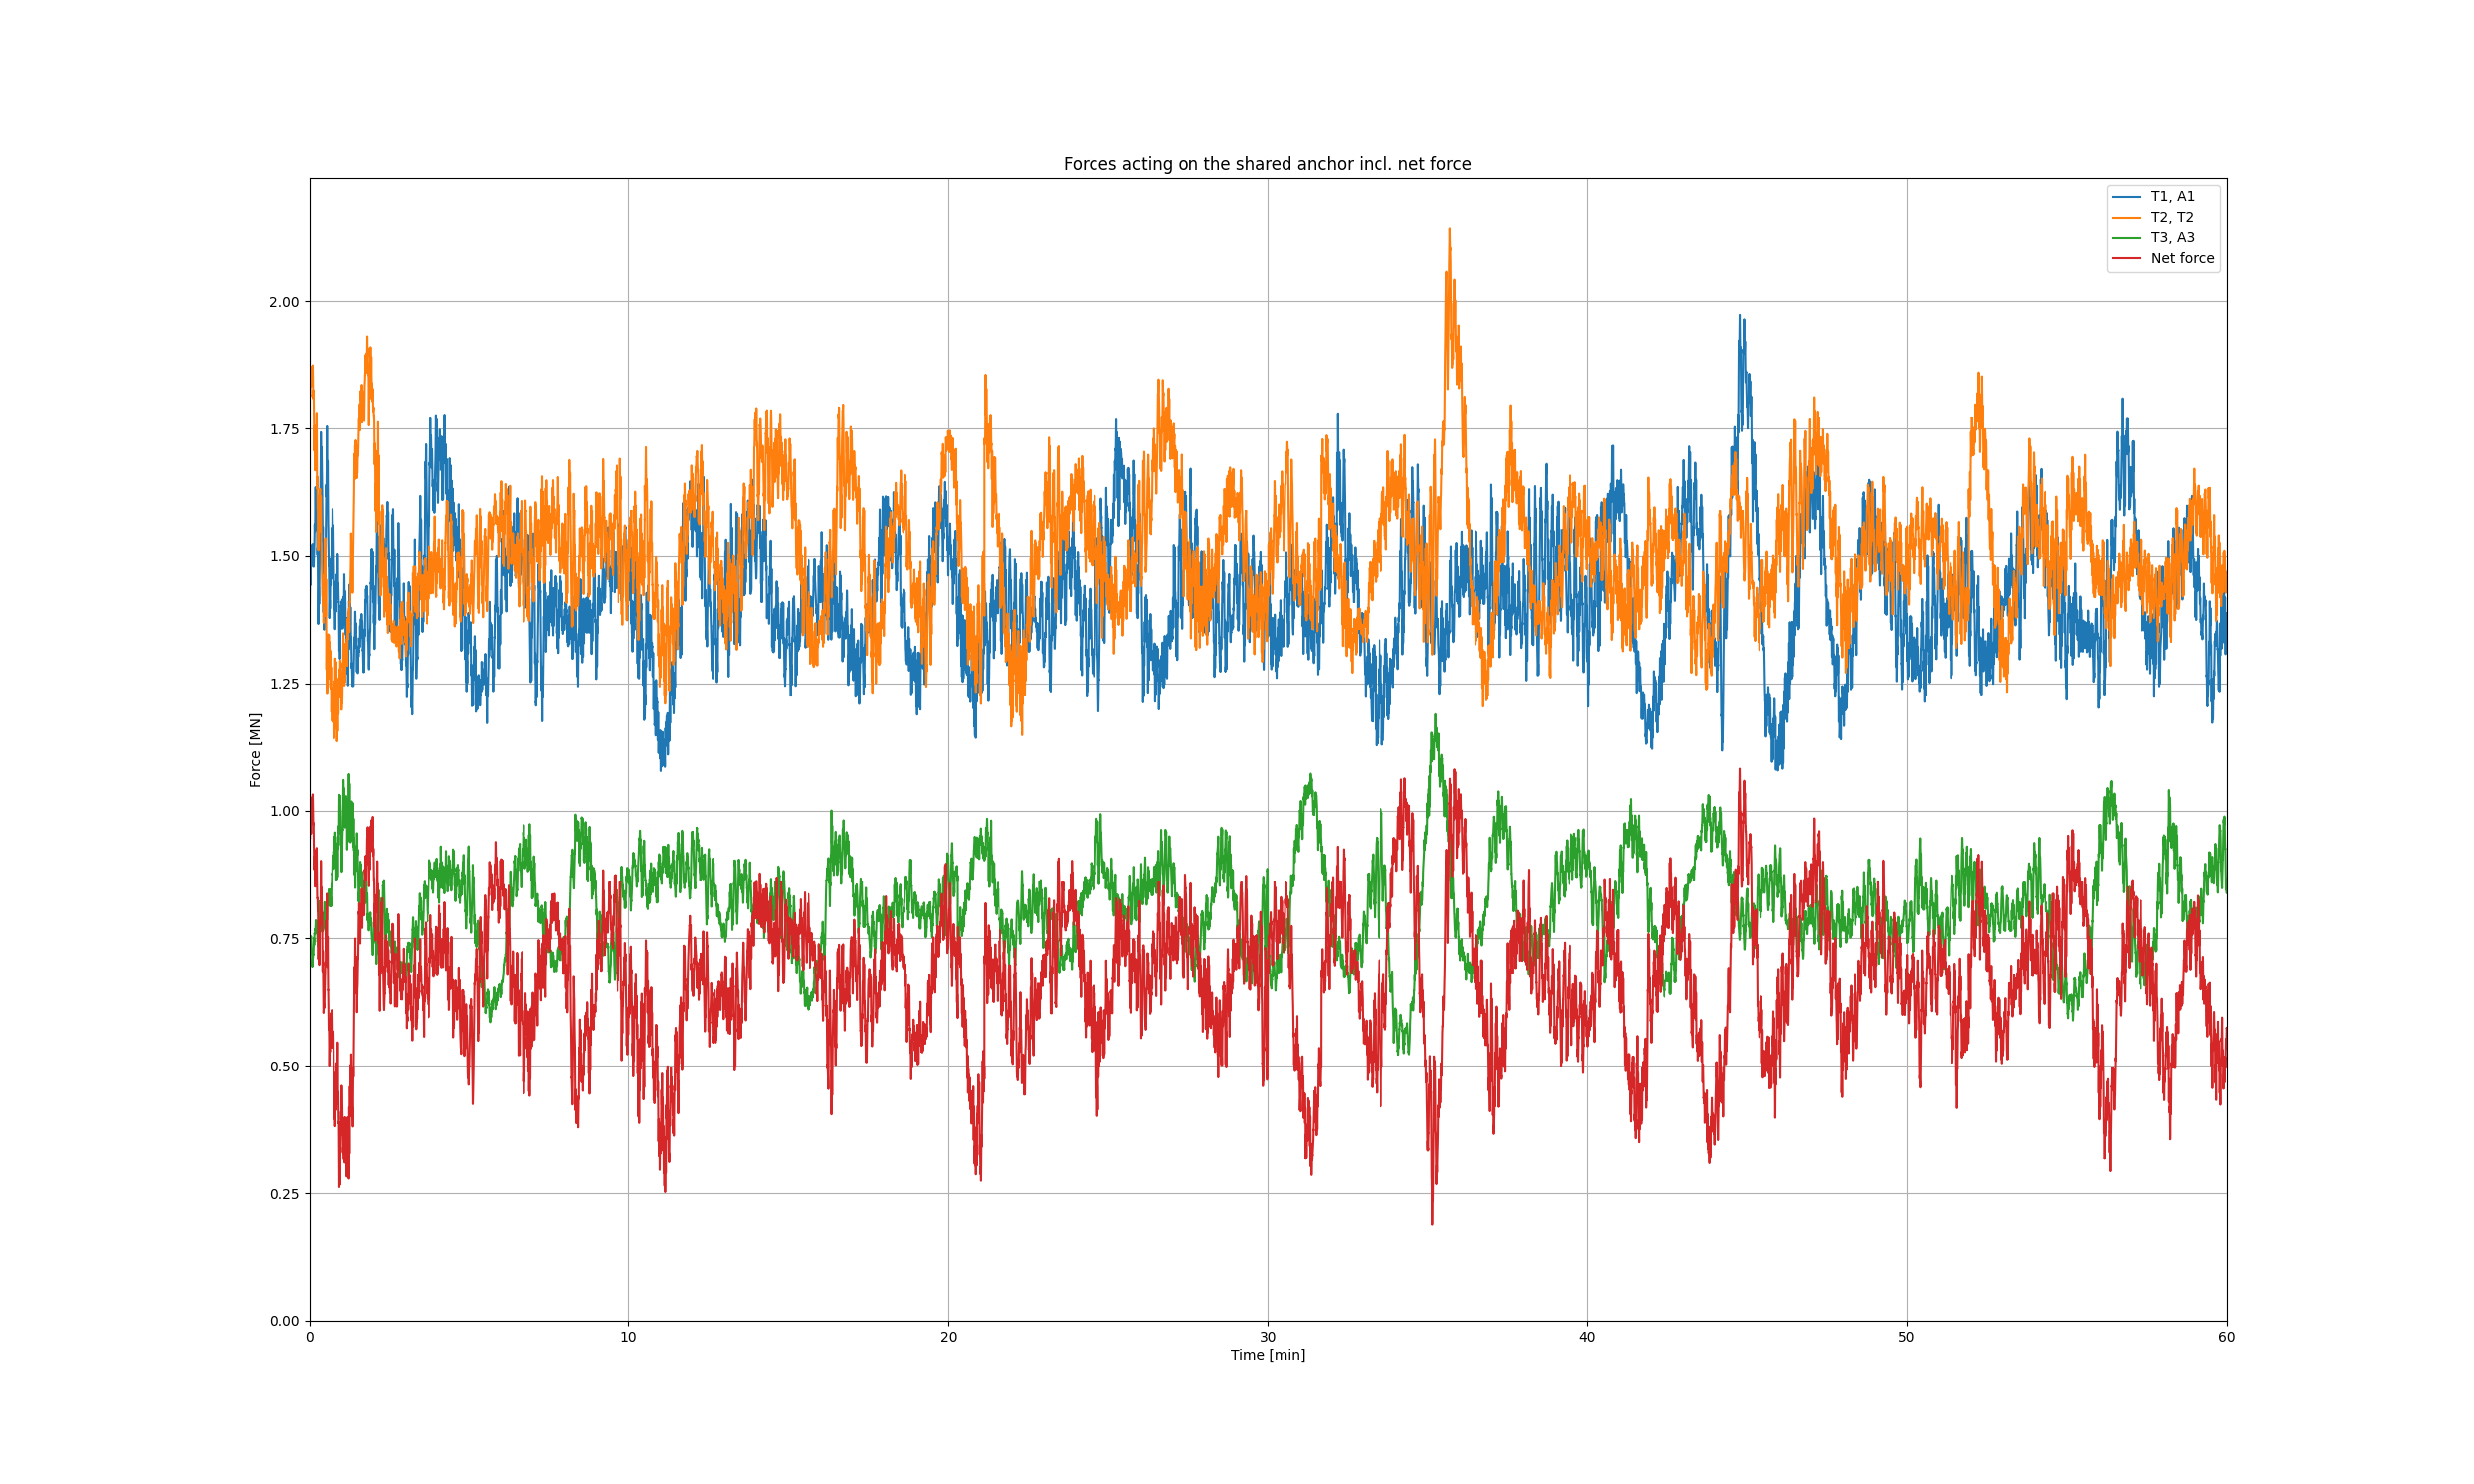 Forces acting on the shared anchor incl. net force
T1, A1
T2, T2
T3, A3
Net force
2.00
1.75
1.50
1.25
1.00
0.75
0.50
0.25
0.00
Force [MN]
0 10 20 30 40 50 60
Time [min]